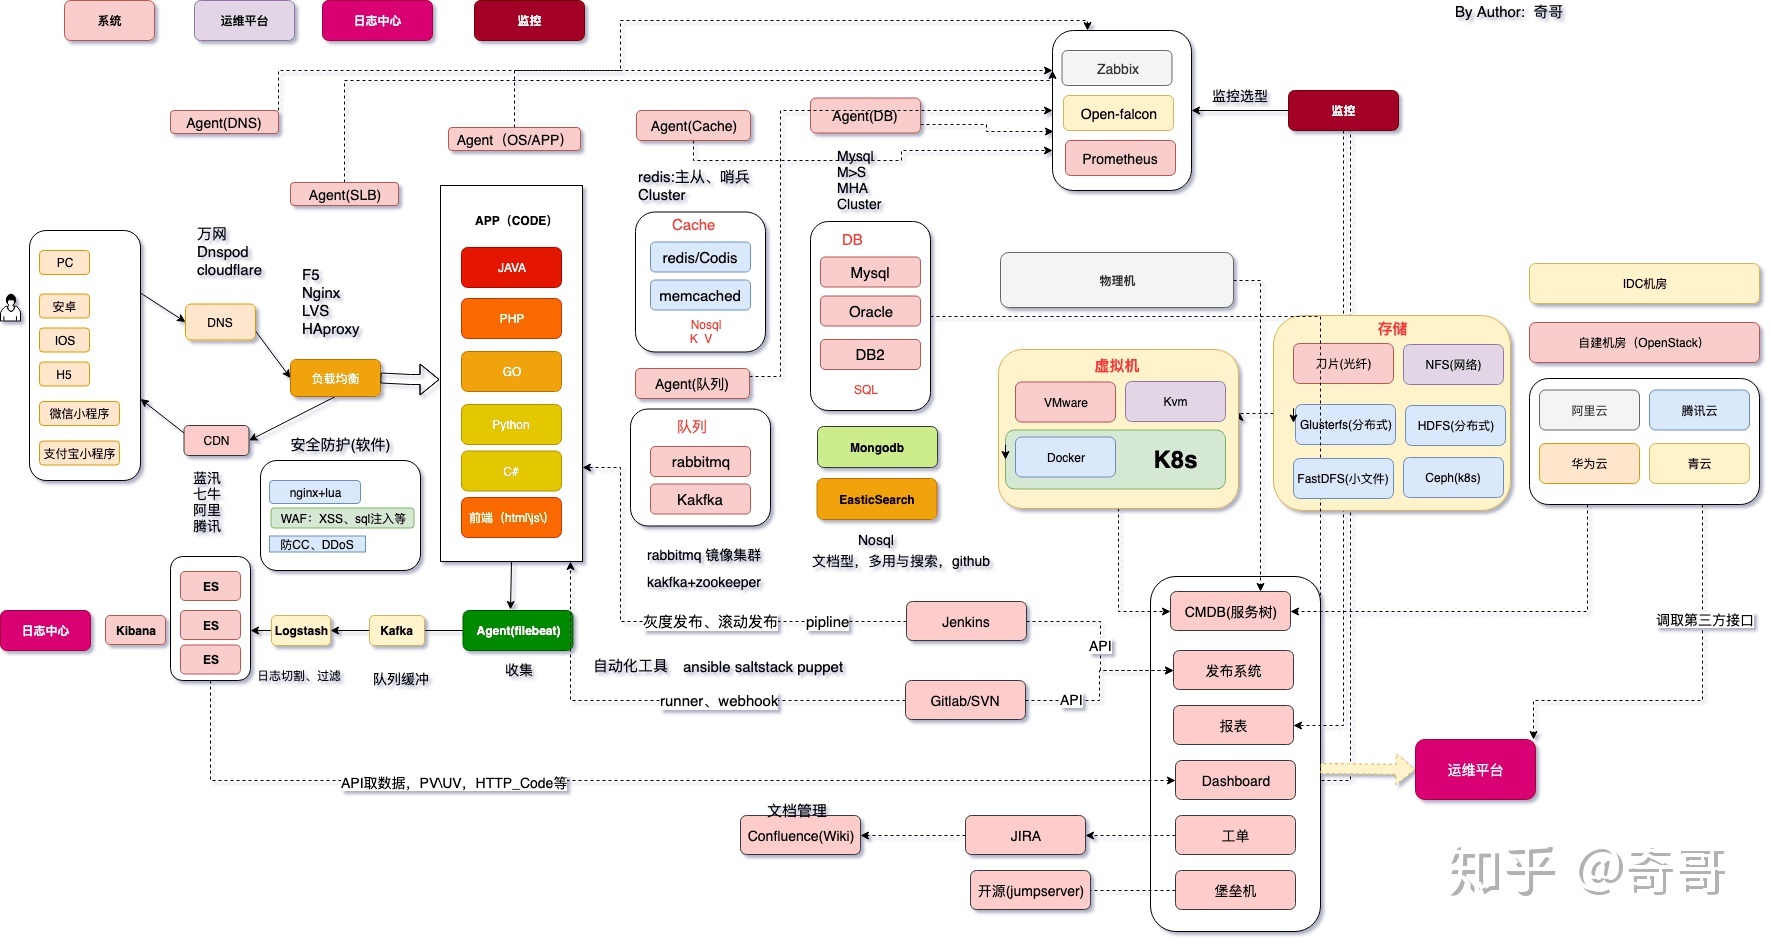 系统
运维平台
日志中心
监控
By Author: 奇哥
Zabbix
Open-falcon
Prometheus
监控选型
监控
Agent(DNS)
Agent（OS/APP）
Agent(SLB)
Agent(Cache)
Agent(DB)
redis:主从、哨兵
Cluster
Mysql
M>S
MHA
Cluster
PC
安卓
IOS
H5
微信小程序
支付宝小程序
万网
Dnspod
cloudflare
DNS
F5
Nginx
LVS
HAproxy
负载均衡
CDN
蓝汛
七牛
阿里
腾讯
安全防护(软件)
nginx+lua
WAF：XSS、sql注入等
防CC、DDoS
APP（CODE）
JAVA
PHP
GO
Python
C#
前端（html\js\）
Cache
redis/Codis
memcached
Nosql
K V
Agent(队列)
队列
rabbitmq
Kakfka
rabbitmq 镜像集群
kakfka+zookeeper
DB
Mysql
Oracle
DB2
SQL
Mongodb
EasticSearch
Nosql
文档型，多用与搜索，github
物理机
虚拟机
VMware
Kvm
Docker
K8s
存储
刀片(光纤)
NFS(网络)
Glusterfs(分布式)
HDFS(分布式)
FastDFS(小文件)
Ceph(k8s)
IDC机房
自建机房（OpenStack）
阿里云
腾讯云
华为云
青云
调取第三方接口
日志中心
Kibana
ES
ES
ES
Logstash
日志切割、过滤
Kafka
队列缓冲
Agent(filebeat)
收集
灰度发布、滚动发布
pipline
Jenkins
API
自动化工具
ansible saltstack puppet
runner、webhook
Gitlab/SVN
API
API取数据，PV\UV，HTTP_Code等
CMDB(服务树)
发布系统
报表
Dashboard
工单
堡垒机
运维平台
文档管理
Confluence(Wiki)
JIRA
开源(jumpserver)
知乎 @奇哥